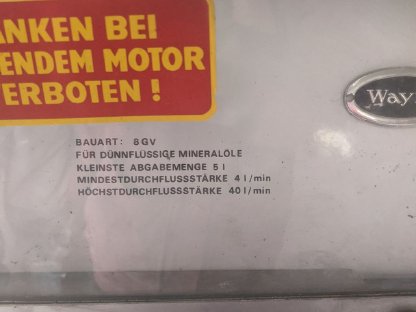 ANKEN BEI
ENDEM MOTOR
ERBOTEN !
Way
BAUART: 8GV
FÜR DÜNNFLÜSSIGE MINERALÖLE
KLEINSTE ABGABEMENGE 5 l
MINDESTDURCHFLUSSSTÄRKE 4 l/min
HÖCHSTDURCHFLUSSSTÄRKE 40 l/min